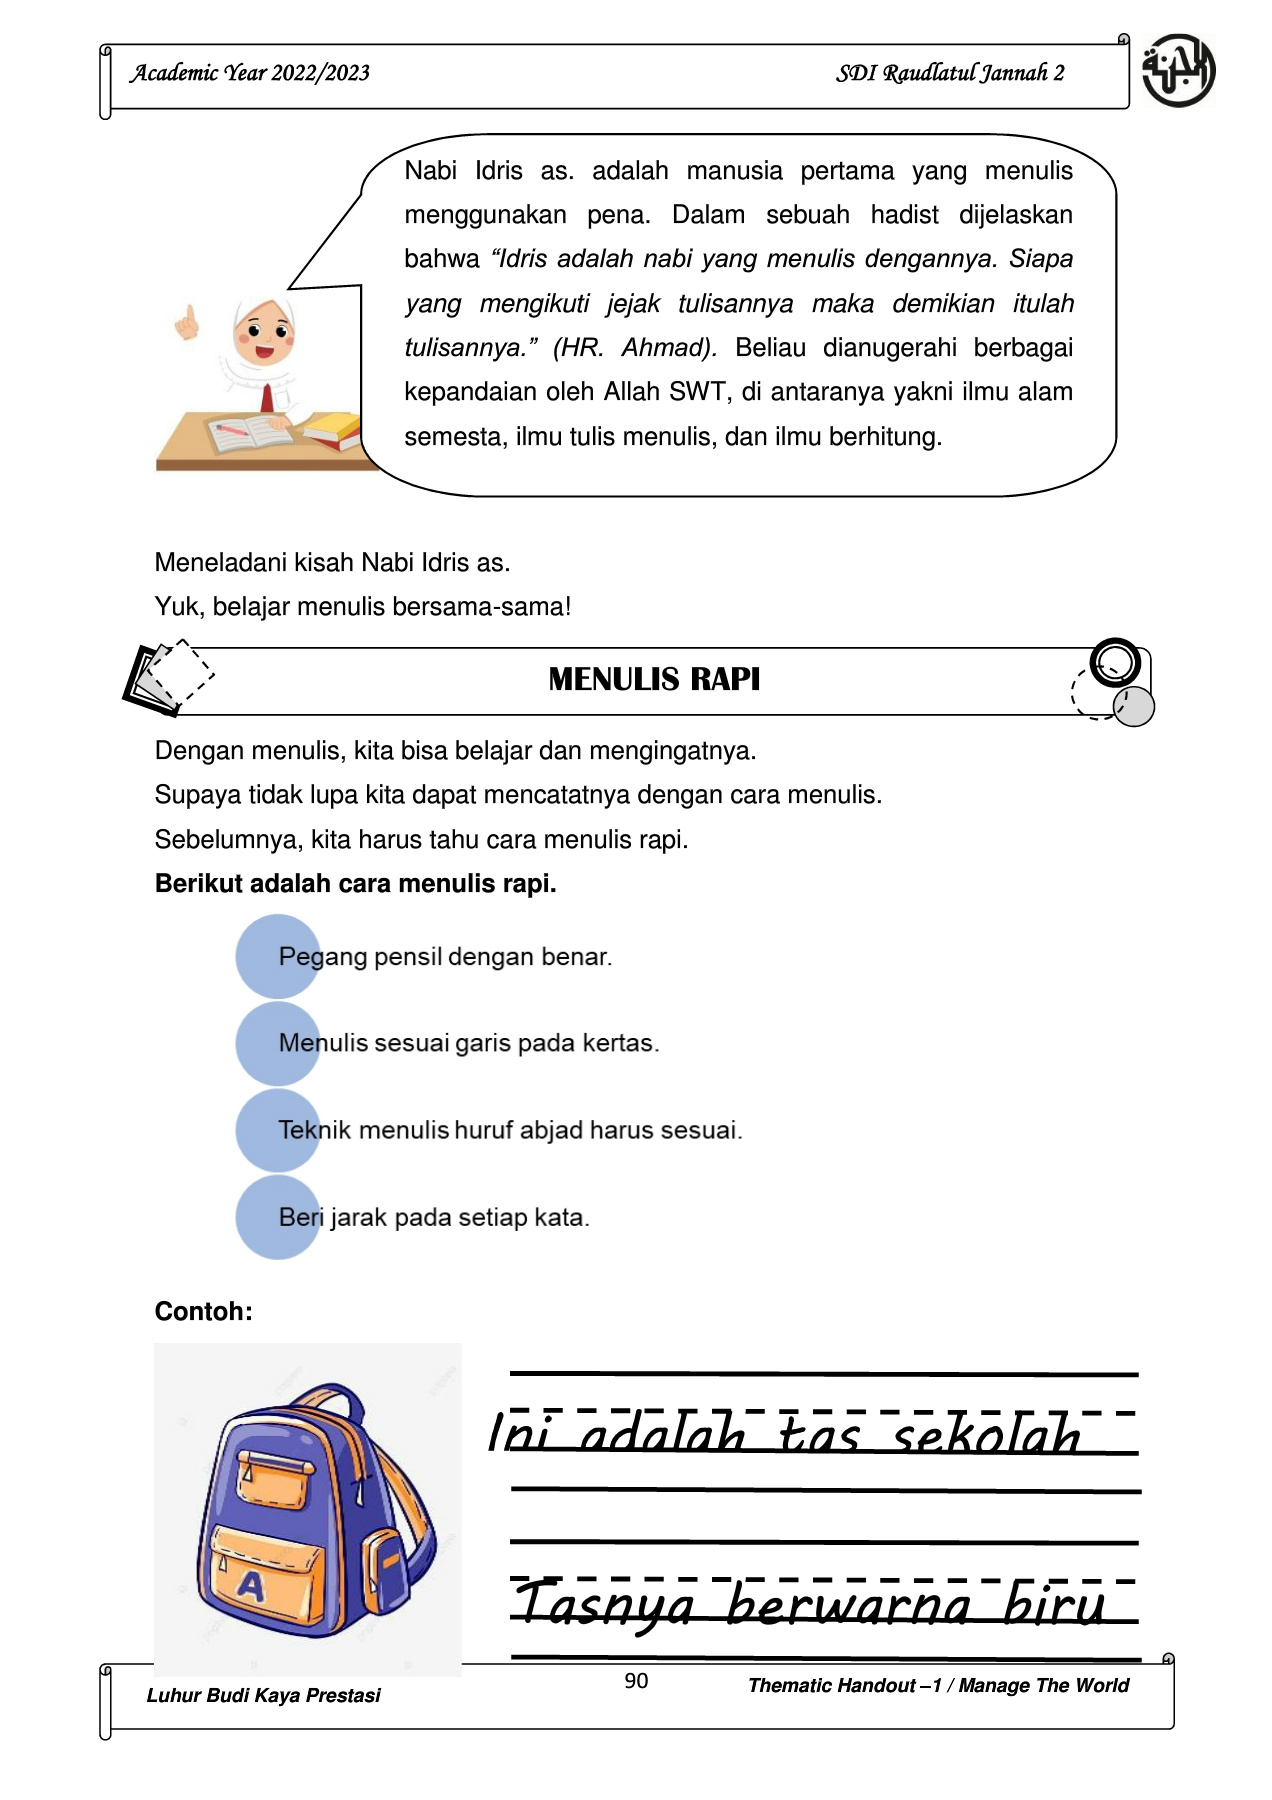 Academic Year 2022/2023
SDI Raudlatul Jannah 2
Nabi Idris as. adalah manusia pertama yang menulis
menggunakan pena. Dalam sebuah hadist dijelaskan
bahwa “Idris adalah nabi yang menulis dengannya. Siapa
yang mengikuti jejak tulisannya maka demikian itulah
tulisannya.” (HR. Ahmad). Beliau dianugerahi berbagai
kepandaian oleh Allah SWT, di antaranya yakni ilmu alam
semesta, ilmu tulis menulis, dan ilmu berhitung.
Meneladani kisah Nabi Idris as.
Yuk, belajar menulis bersama-sama!
MENULIS RAPI
Dengan menulis, kita bisa belajar dan mengingatnya.
Supaya tidak lupa kita dapat mencatatnya dengan cara menulis.
Sebelumnya, kita harus tahu cara menulis rapi.
Berikut adalah cara menulis rapi.
Pegang pensil dengan benar.
Menulis sesuai garis pada kertas.
Teknik menulis huruf abjad harus sesuai.
Beri jarak pada setiap kata.
Contoh:
A
Ini adalah tas sekolah
Tasnya berwarna biru
Luhur Budi Kaya Prestasi
90
Thematic Handout –1 / Manage The World